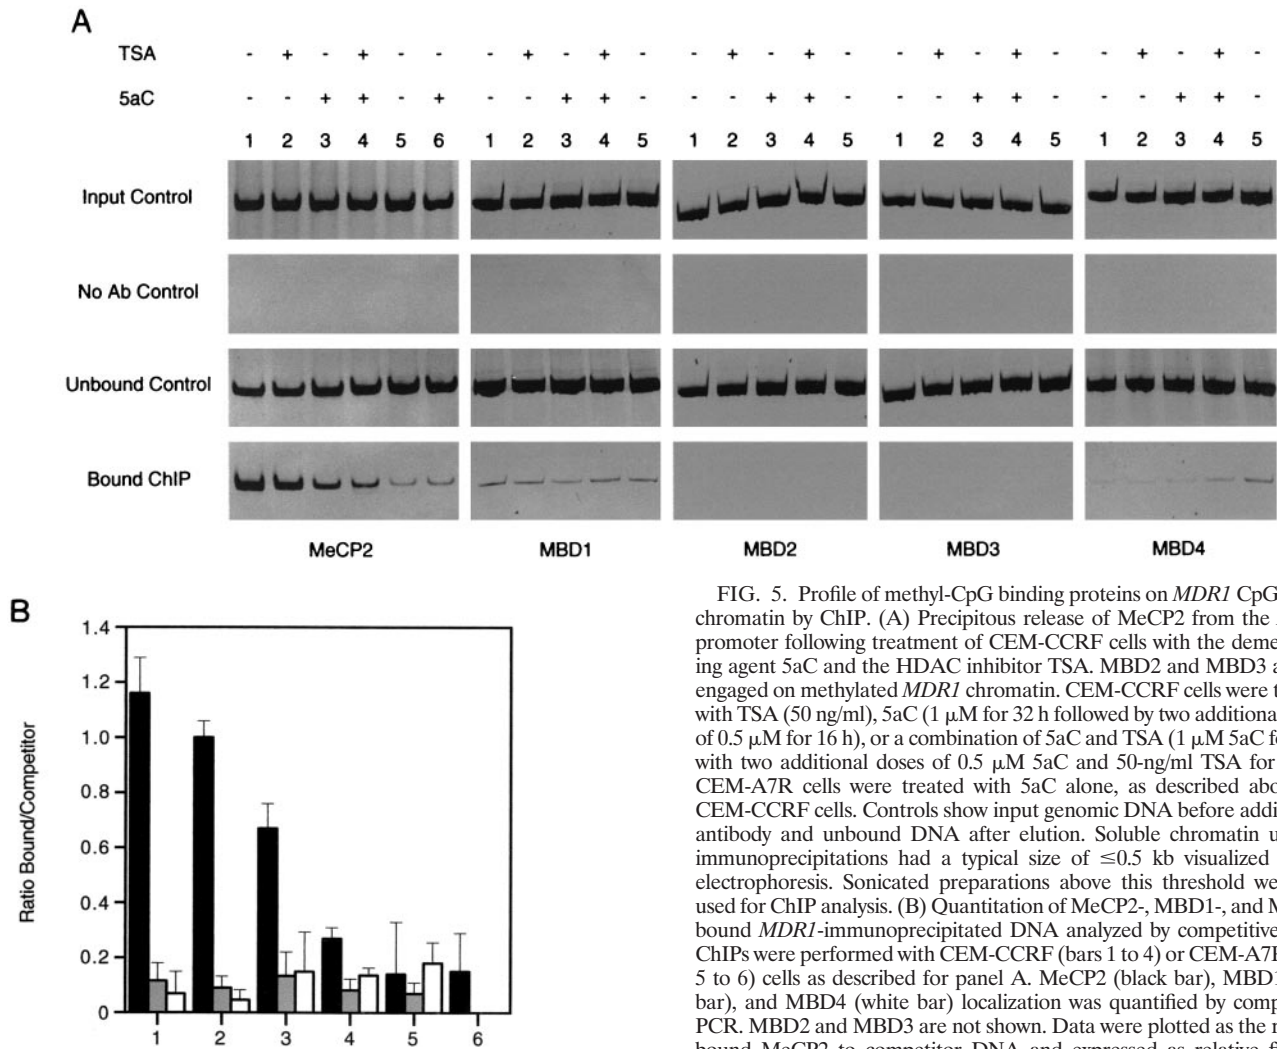 A
TSA - + - + - - - + - + - - + - + - - + - + - - + - + -
5aC - - + + - + - - + + - - - + + - - - + + - - - + + -
1 2 3 4 5 6 1 2 3 4 5 1 2 3 4 5 1 2 3 4 5 1 2 3 4 5
Input Control
No Ab Control
Unbound Control
Bound ChIP
MeCP2 MBD1 MBD2 MBD3 MBD4
B
Ratio Bound/Competitor
1.4
1.2
1.0
0.8
0.6
0.4
0.2
0
1 2 3 4 5 6
FIG. 5. Profile of methyl-CpG binding proteins on MDR1 CpG
chromatin by ChIP. (A) Precipitous release of MeCP2 from the
promoter following treatment of CEM-CCRF cells with the deme
ing agent 5aC and the HDAC inhibitor TSA. MBD2 and MBD3 a
engaged on methylated MDR1 chromatin. CEM-CCRF cells were t
with TSA (50 ng/ml), 5aC (1 μM for 32 h followed by two additiona
of 0.5 μM for 16 h), or a combination of 5aC and TSA (1 μM 5aC f
with two additional doses of 0.5 μM 5aC and 50-ng/ml TSA for
CEM-A7R cells were treated with 5aC alone, as described abo
CEM-CCRF cells. Controls show input genomic DNA before addi
antibody and unbound DNA after elution. Soluble chromatin u
immunoprecipitations had a typical size of ≤0.5 kb visualized
electrophoresis. Sonicated preparations above this threshold we
used for ChIP analysis. (B) Quantitation of MeCP2-, MBD1-, and M
bound MDR1-immunoprecipitated DNA analyzed by competitive
ChIPs were performed with CEM-CCRF (bars 1 to 4) or CEM-A7R
5 to 6) cells as described for panel A. MeCP2 (black bar), MBD1
bar), and MBD4 (white bar) localization was quantified by comp
PCR. MBD2 and MBD3 are not shown. Data were plotted as the
bound MeCP2 to competitor DNA and expressed as relative